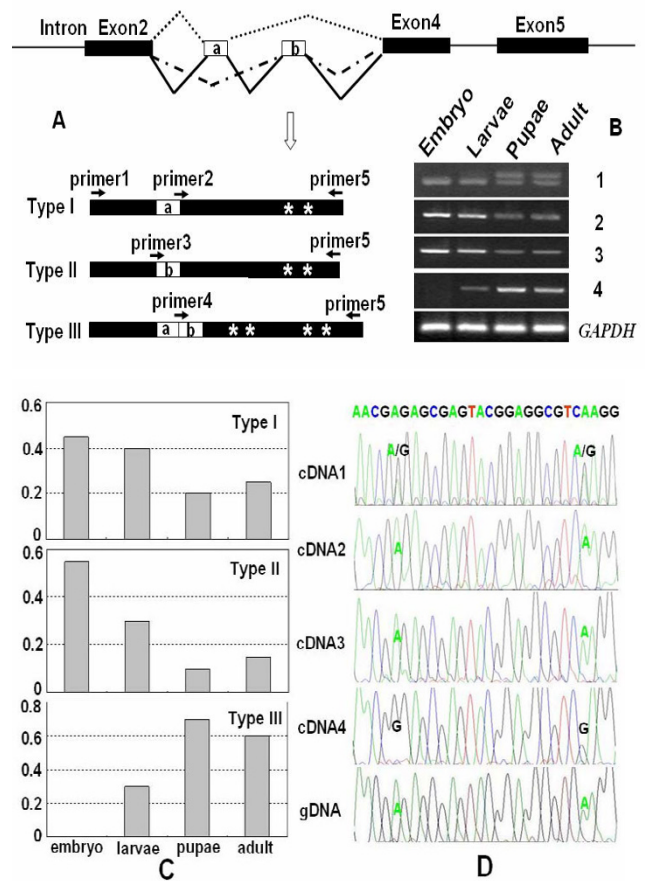 Intron Exon2 a b Exon4 Exon5
A
Embryo Larvae Pupae Adult B
primer1 primer2 primer5
Type I a * *
primer3 primer5
Type II b * *
primer4 primer5
Type III a b * * * *
1
2
3
4
GAPDH
0.6
0.4
0.2
0
Type I
0.6
0.4
0.2
0
Type II
0.8
0.6
0.4
0.2
0
Type III
embryo larvae pupae adult
C
AACGAGAGCGAGTACGGAGGCGTCAAGG
cDNA1 A/G A/G
cDNA2 A A
cDNA3 A A
cDNA4 G G
gDNA A A
D